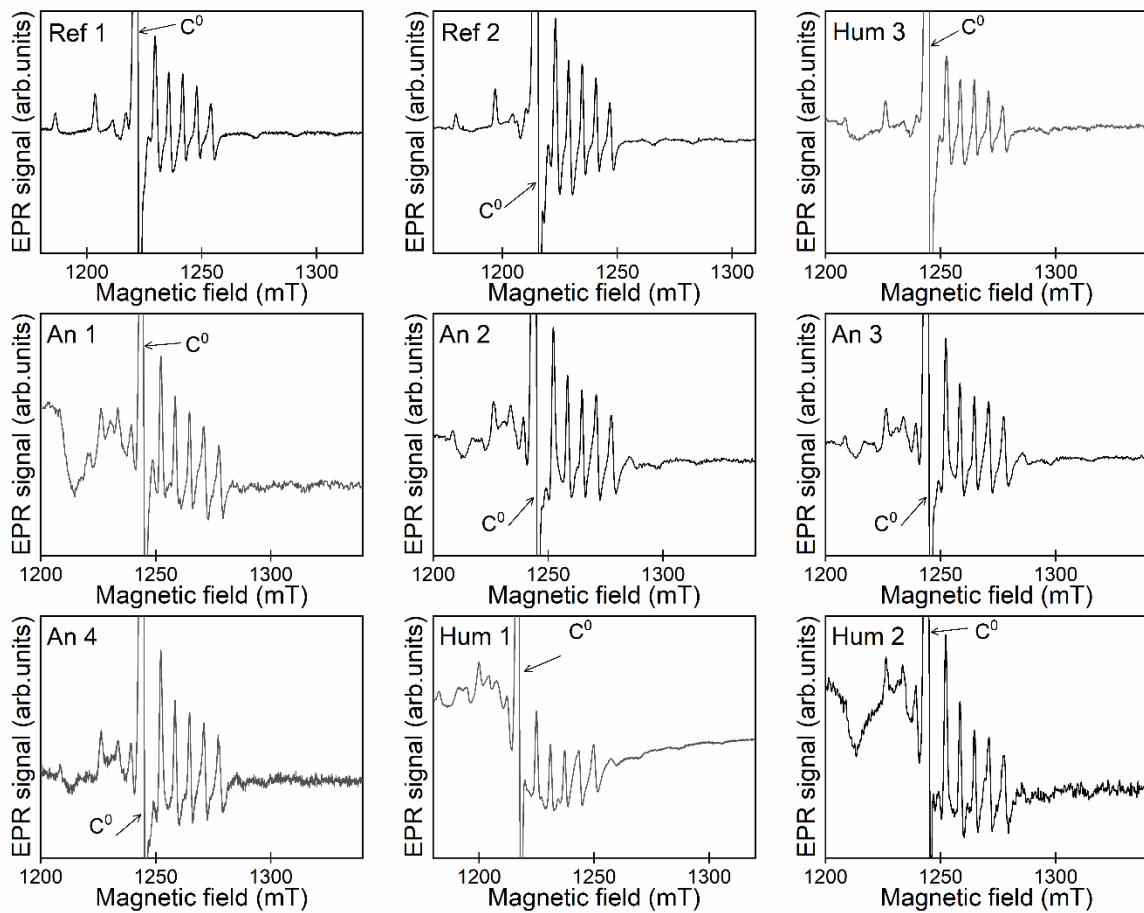 Ref 1
C⁰
EPR signal (arb.units)
1200 1250 1300
Magnetic field (mT)
Ref 2
C⁰
EPR signal (arb.units)
1200 1250 1300
Magnetic field (mT)
Hum 3
C⁰
EPR signal (arb.units)
1200 1250 1300
Magnetic field (mT)
An 1
C⁰
EPR signal (arb.units)
1200 1250 1300
Magnetic field (mT)
An 2
C⁰
EPR signal (arb.units)
1200 1250 1300
Magnetic field (mT)
An 3
C⁰
EPR signal (arb.units)
1200 1250 1300
Magnetic field (mT)
An 4
C⁰
EPR signal (arb.units)
1200 1250 1300
Magnetic field (mT)
Hum 1
C⁰
EPR signal (arb.units)
1200 1250 1300
Magnetic field (mT)
Hum 2
C⁰
EPR signal (arb.units)
1200 1250 1300
Magnetic field (mT)